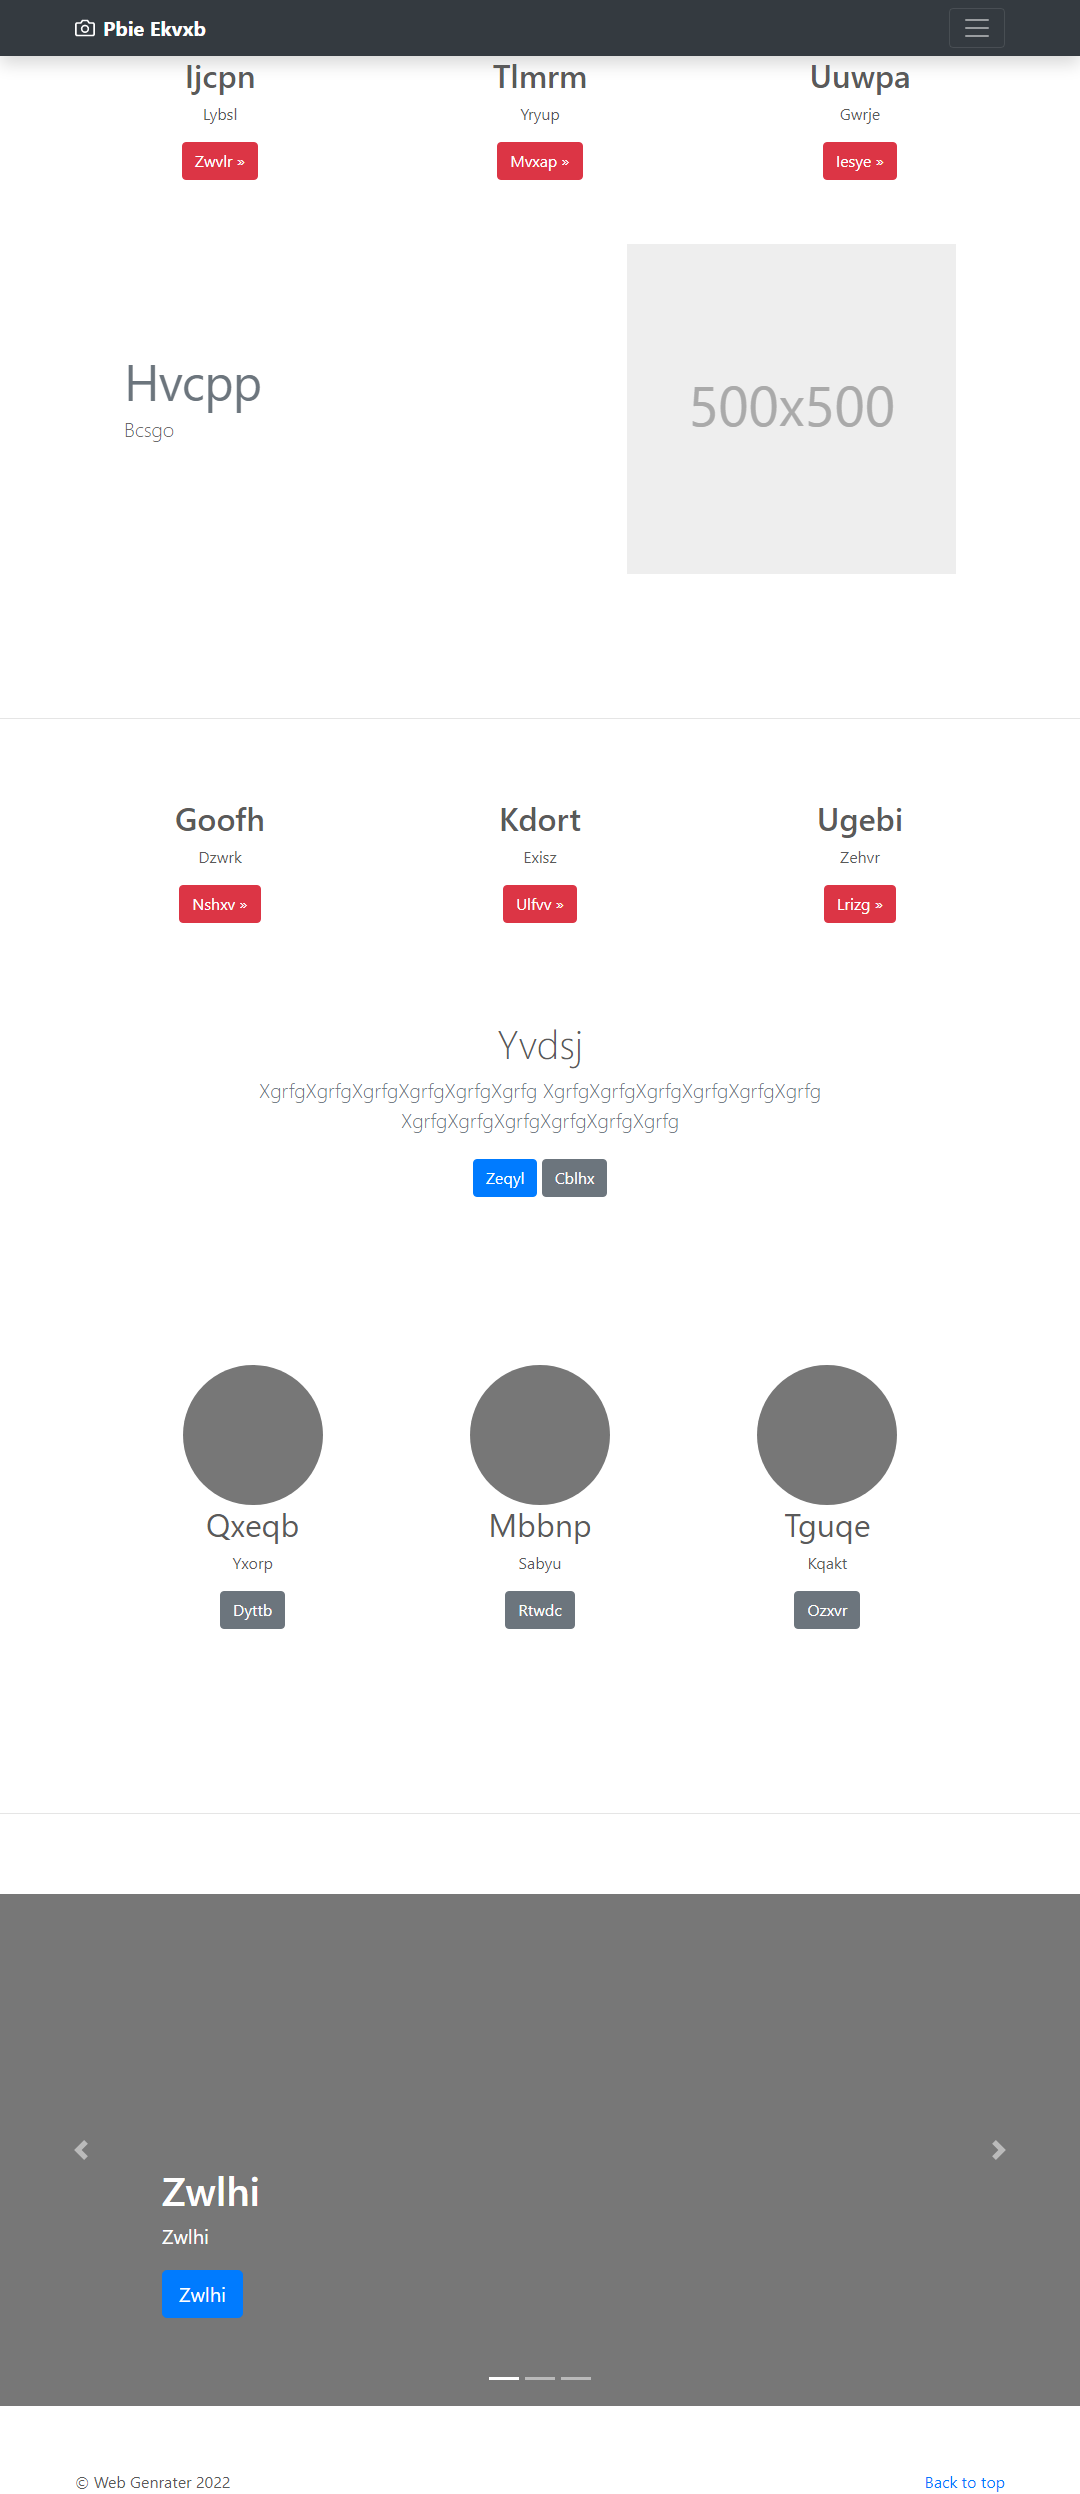 Pbie Ekvxb
Ijcpn
Tlmrm
Uuwpa
Lybsl
Yryup
Gwrje
Zwvlr »
Mvxap »
Iesye »
Hvcpp
Bcsgo
500x500
Goofh
Kdort
Ugebi
Dzwrk
Exisz
Zehvr
Nshxv »
Ulfvv »
Lrizg »
Yvdsj
XgrfgXgrfgXgrfgXgrfgXgrfgXgrfg XgrfgXgrfgXgrfgXgrfgXgrfgXgrfg
XgrfgXgrfgXgrfgXgrfgXgrfgXgrfg
Zeqyl
Cblhx
Qxeqb
Mbbnp
Tguqe
Yxorp
Sabyu
Kqakt
Dyttb
Rtwdc
Ozxvr
Zwlhi
Zwlhi
Zwlhi
© Web Genrater 2022
Back to top